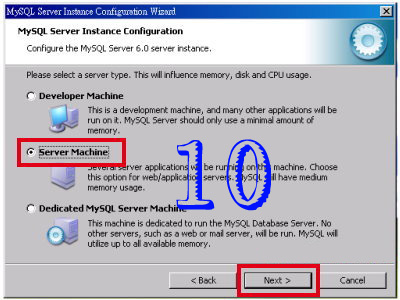 MySQL Server Instance Configuration Wizard
MySQL Server Instance Configuration
Configure the MySQL Server 6.0 server instance.
Please select a server type. This will influence memory, disk and CPU usage.
Developer Machine
This is a development machine, and many other applications will be
run on it. MySQL Server should only use a minimal amount of
memory.
Server Machine
Several server applications will be running on this machine. Choose
this option for web/application servers. MySQL will have medium
memory usage.
10
Dedicated MySQL Server Machine
This machine is dedicated to run the MySQL Database Server. No
other servers, such as a web or mail server, will be run. MySQL will
utilize up to all available memory.
< Back
Next >
Cancel